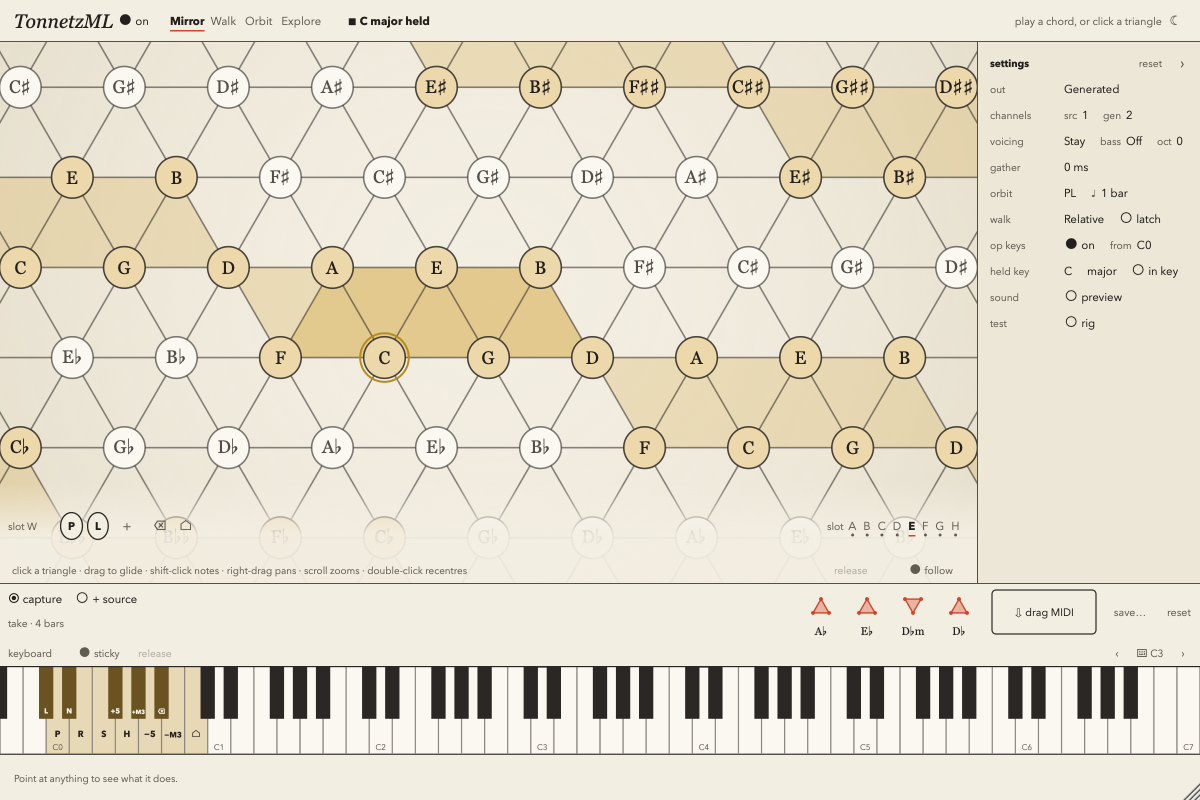 TonnetzML on Mirror Walk Orbit Explore ■ C major held play a chord, or click a triangle
C♯ G♯ D♯ A♯ E♯ B♯ F♯♯ C♯♯ G♯♯ D♯♯
E B F♯ C♯ G♯ D♯ A♯ E♯ B♯
C G D A E B F♯ C♯ G♯ D♯
E♭ B♭ F C G D A E B
C♭ G♭ D♭ A♭ E♭ B♭ F C G D
B♭♭ F♭ C♭ G♭ D♭ A♭ E♭
slot W P L + slot A B C D E F G H
click a triangle · drag to glide · shift-click notes · right-drag pans · scroll zooms · double-click recentres release follow
settings reset ›
out Generated
channels src 1 gen 2
voicing Stay bass Off oct 0
gather 0 ms
orbit PL ♩ 1 bar
walk Relative latch
op keys on from C0
held key C major in key
sound preview
test rig
capture + source
take · 4 bars
A♭ E♭ D♭m D♭
⇩ drag MIDI save... reset
keyboard sticky release ‹ C3 ›
L N +5 +M3
P R S H −5 −M3
C0 C1 C2 C3 C4 C5 C6 C7
Point at anything to see what it does.